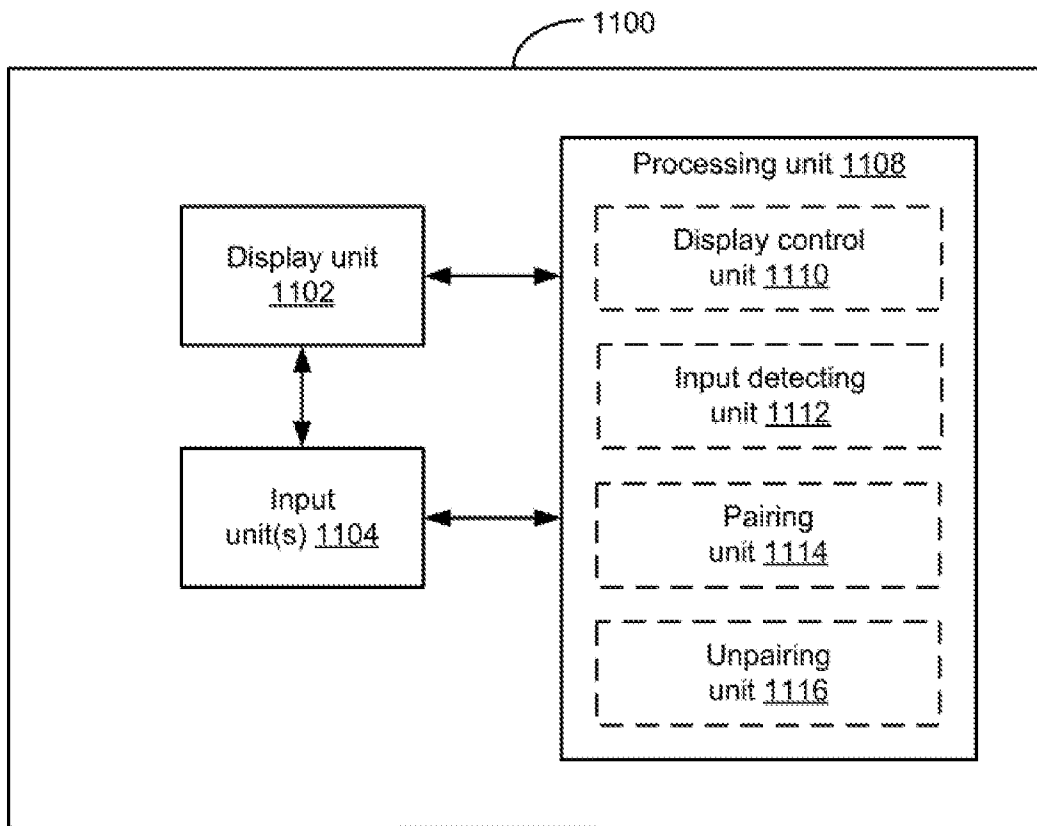 1100
Processing unit 1108
Display control
unit 1110
Display unit
1102
Input detecting
unit 1112
Input
unit(s) 1104
Pairing
unit 1114
Unpairing
unit 1116